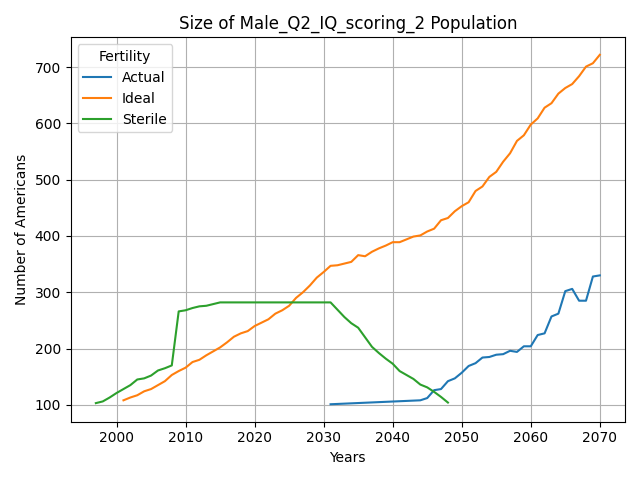 Size of Male_Q2_IQ_scoring_2 Population
Fertility
Actual
Ideal
Sterile
Number of Americans
700
600
500
400
300
200
100
2000 2010 2020 2030 2040 2050 2060 2070
Years